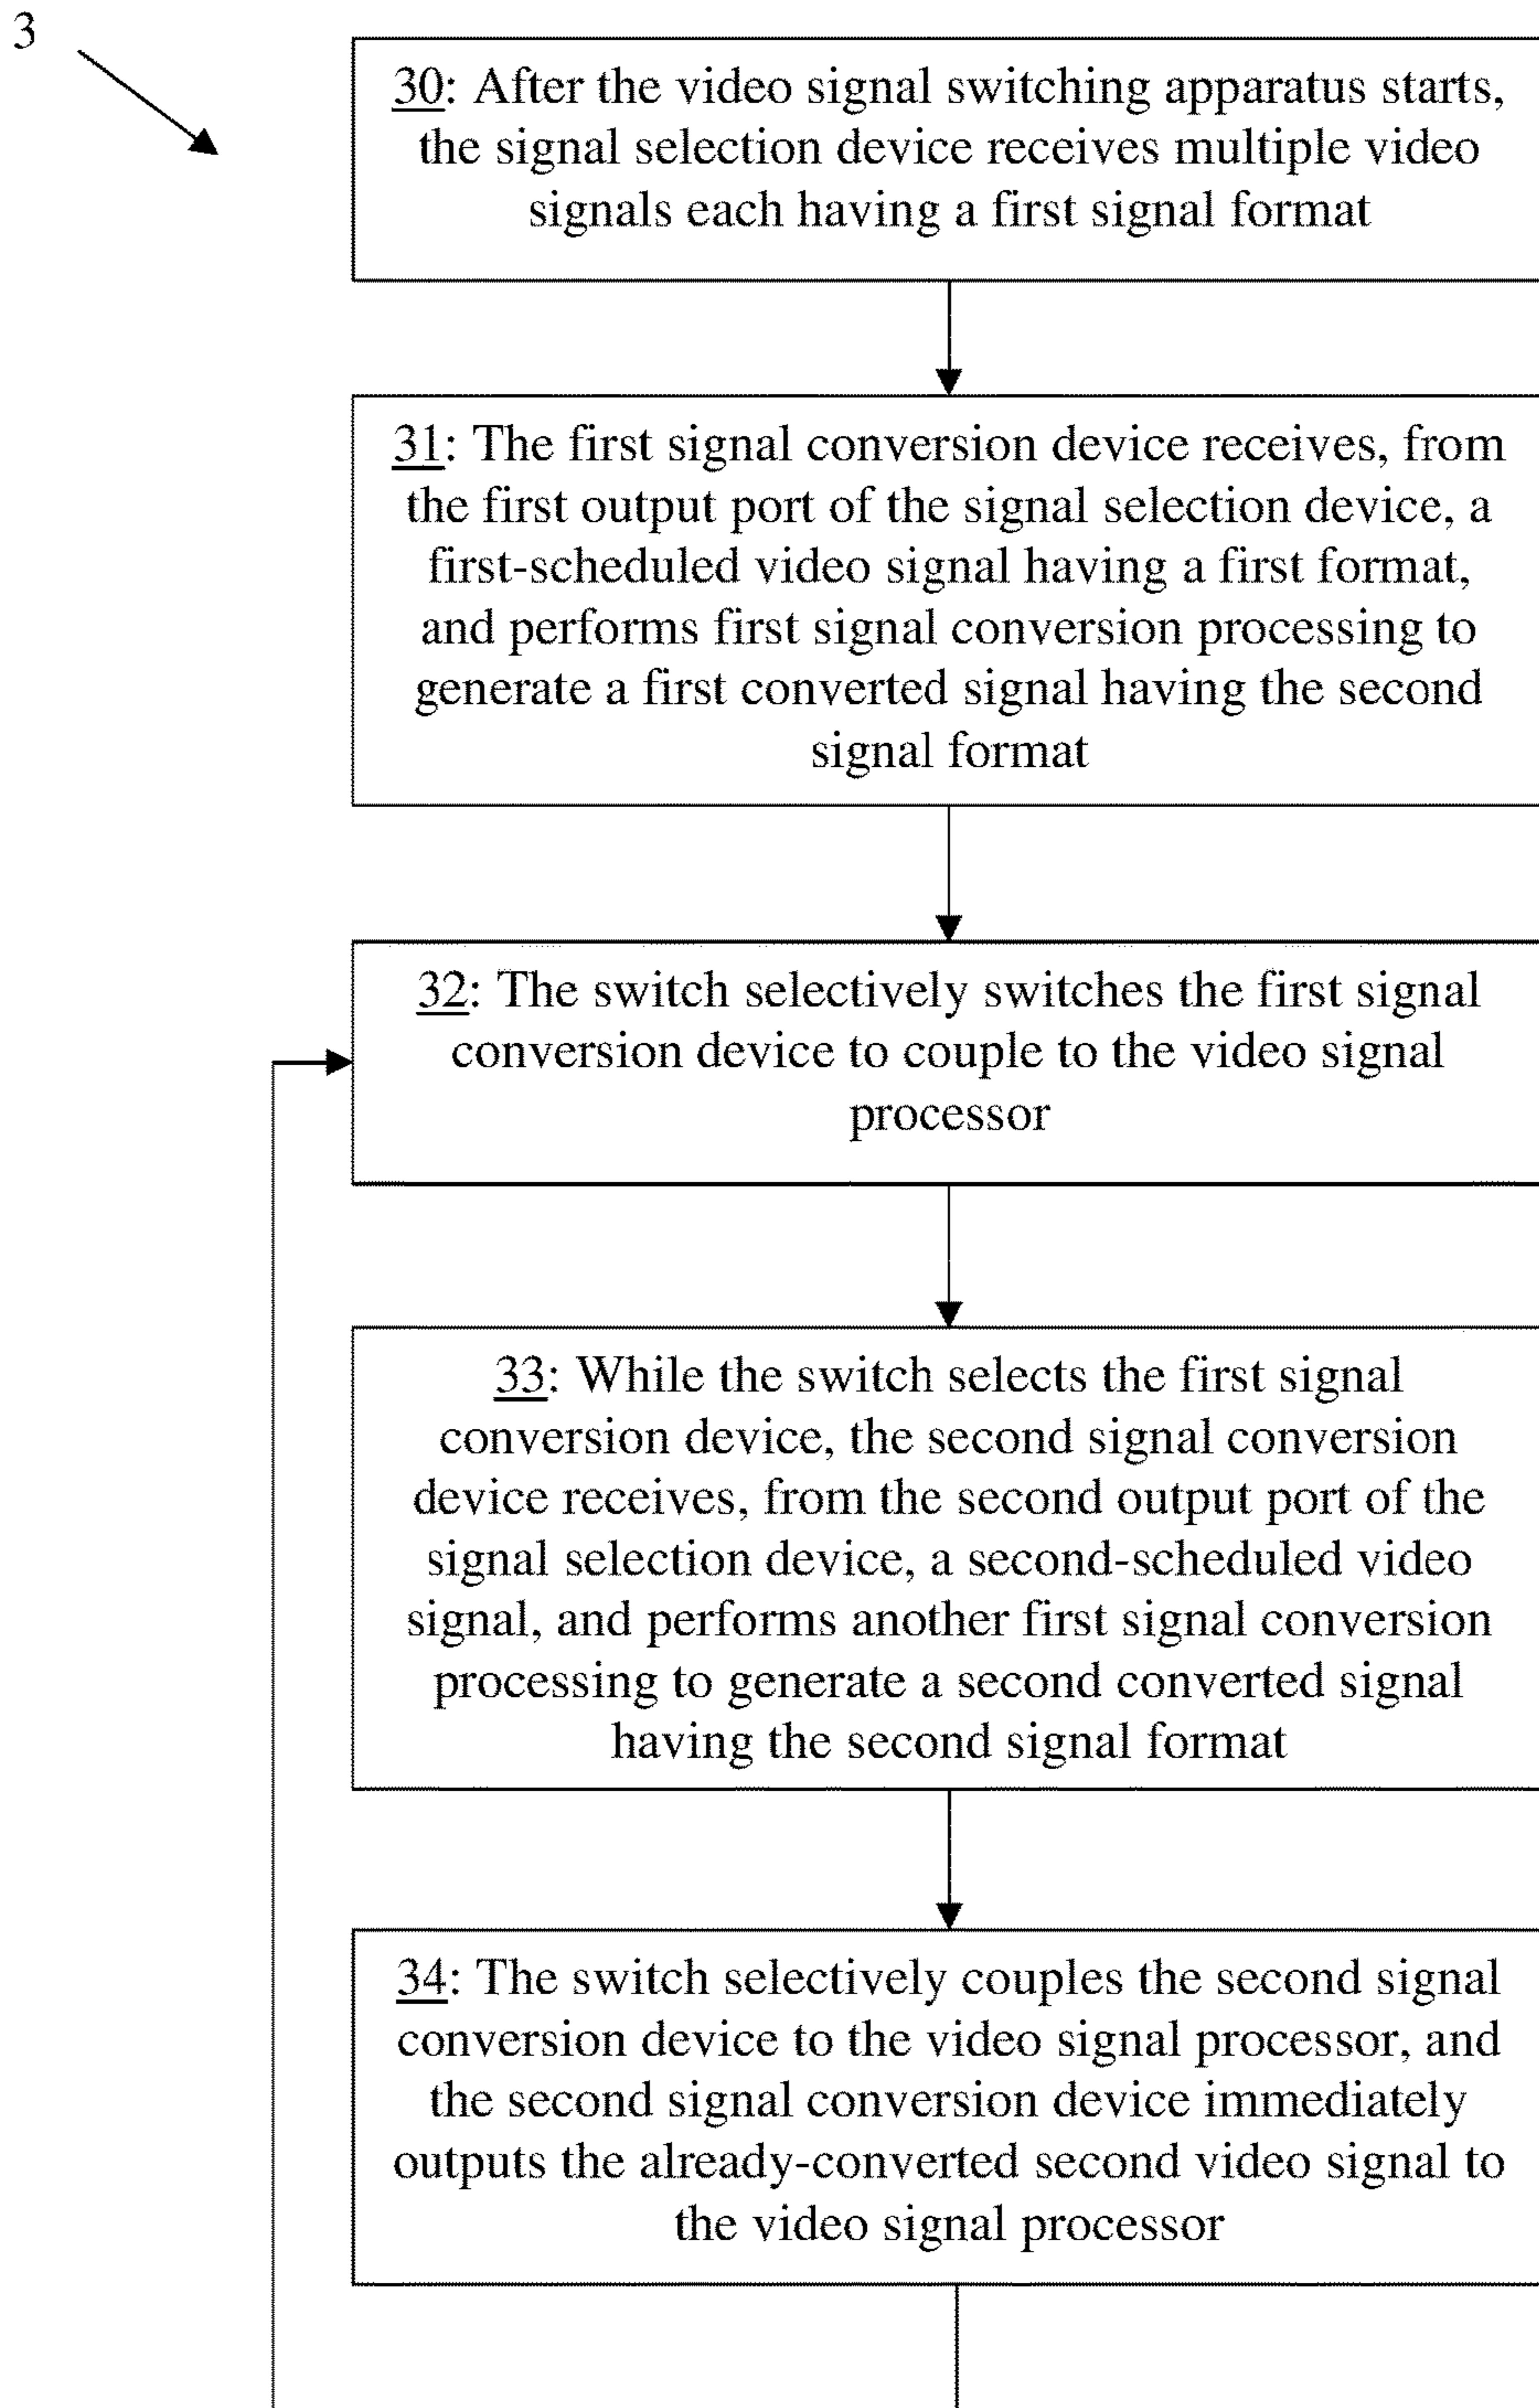 3
30: After the video signal switching apparatus starts,
the signal selection device receives multiple video
signals each having a first signal format
31: The first signal conversion device receives, from
the first output port of the signal selection device, a
first-scheduled video signal having a first format,
and performs first signal conversion processing to
generate a first converted signal having the second
signal format
32: The switch selectively switches the first signal
conversion device to couple to the video signal
processor
33: While the switch selects the first signal
conversion device, the second signal conversion
device receives, from the second output port of the
signal selection device, a second-scheduled video
signal, and performs another first signal conversion
processing to generate a second converted signal
having the second signal format
34: The switch selectively couples the second signal
conversion device to the video signal processor, and
the second signal conversion device immediately
outputs the already-converted second video signal to
the video signal processor